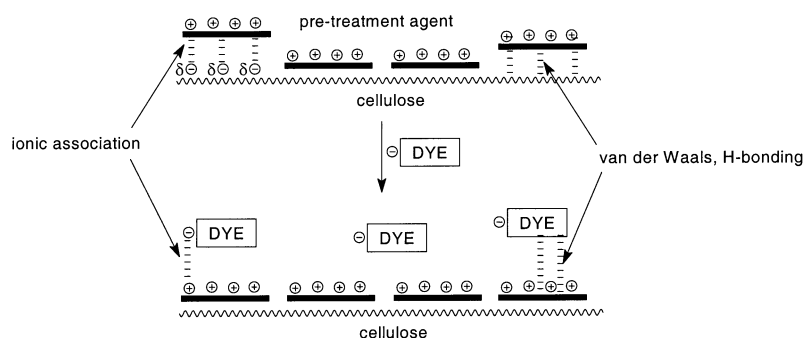 ⊕ ⊕ ⊕ ⊕ pre-treatment agent ⊕ ⊕ ⊕ ⊕
⊕ ⊕ ⊕ ⊕ ⊕ ⊕ ⊕ ⊕
δ⊖ δ⊖ δ⊖
cellulose
ionic association
⊖ DYE
van der Waals, H-bonding
⊖ DYE ⊖ DYE ⊖ DYE
⊕ ⊕ ⊕ ⊕ ⊕ ⊕ ⊕ ⊕ ⊕ ⊕ ⊕ ⊕ ⊕ ⊕ ⊕ ⊕
cellulose